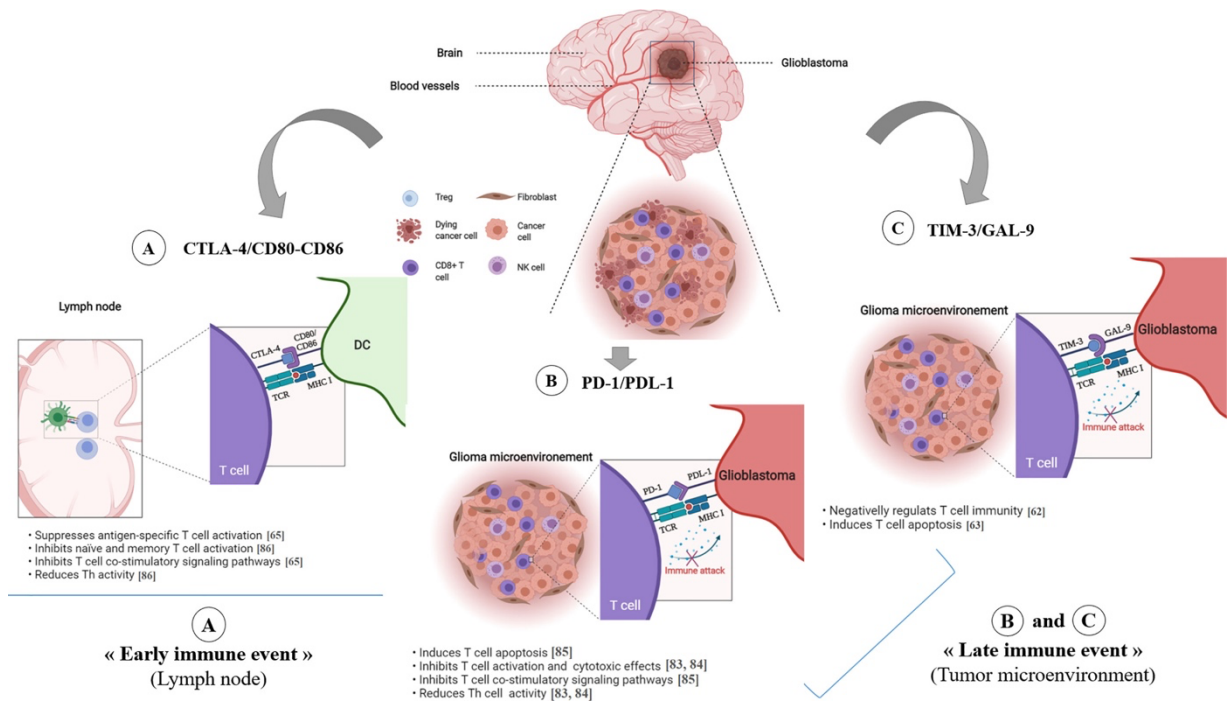 Brain
Blood vessels
Glioblastoma
Treg
Fibroblast
Dying
cancer cell
Cancer
cell
CD8+ T
cell
NK cell
A
CTLA-4/CD80-CD86
Lymph node
CTLA-4
CD80/
CD86
DC
TCR
MHC I
T cell
• Suppresses antigen-specific T cell activation [65]
• Inhibits naïve and memory T cell activation [86]
• Inhibits T cell co-stimulatory signaling pathways [65]
• Reduces Th activity [86]
A
« Early immune event »
(Lymph node)
B
PD-1/PDL-1
Glioma microenvironement
PD-1
PDL-1
Glioblastoma
TCR
MHC I
Immune attack
T cell
• Induces T cell apoptosis [85]
• Inhibits T cell activation and cytotoxic effects [83, 84]
• Inhibits T cell co-stimulatory signaling pathways [85]
• Reduces Th cell activity [83, 84]
C
TIM-3/GAL-9
Glioma microenvironement
TIM-3
GAL-9
Glioblastoma
TCR
MHC I
Immune attack
T cell
• Negativelly regulats T cell immunity [62]
• Induces T cell apoptosis [63]
B and C
« Late immune event »
(Tumor microenvironment)